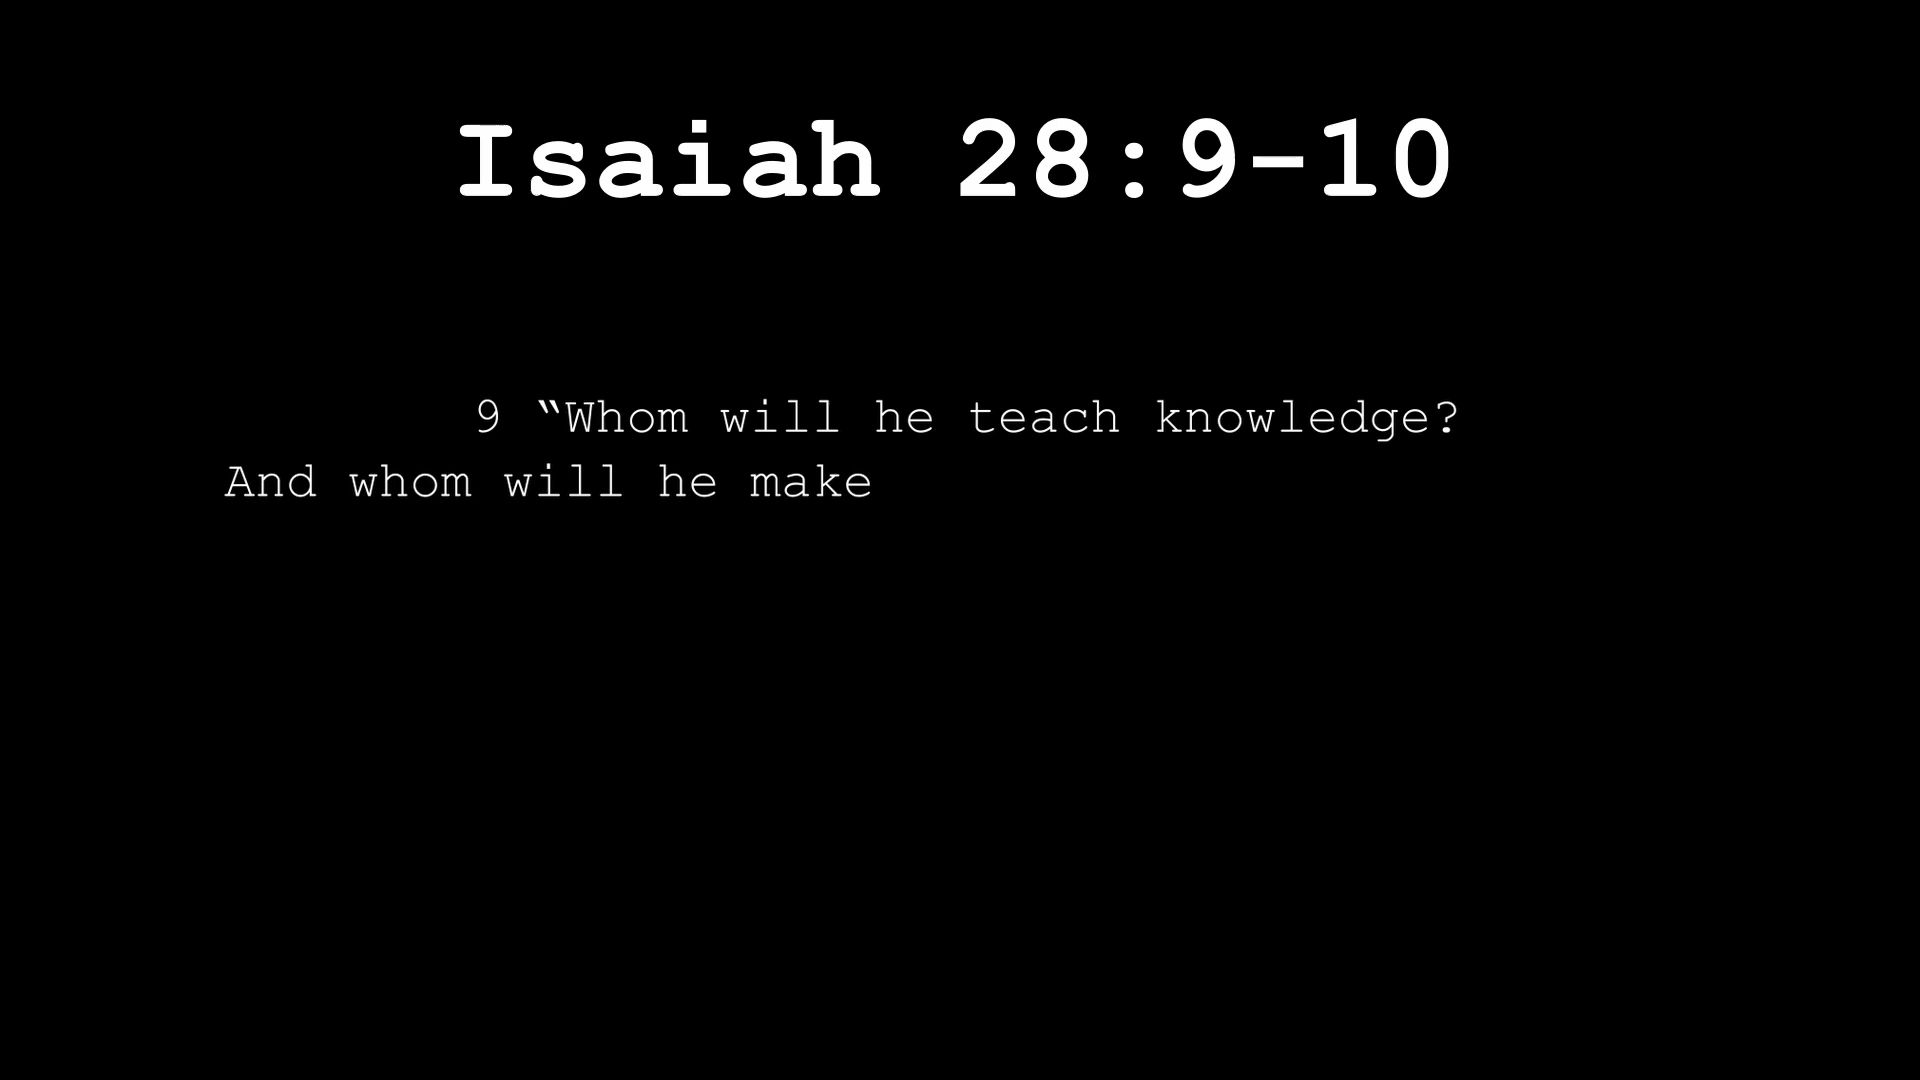 Isaiah 28:9-10
9 “Whom will he teach knowledge?
And whom will he make